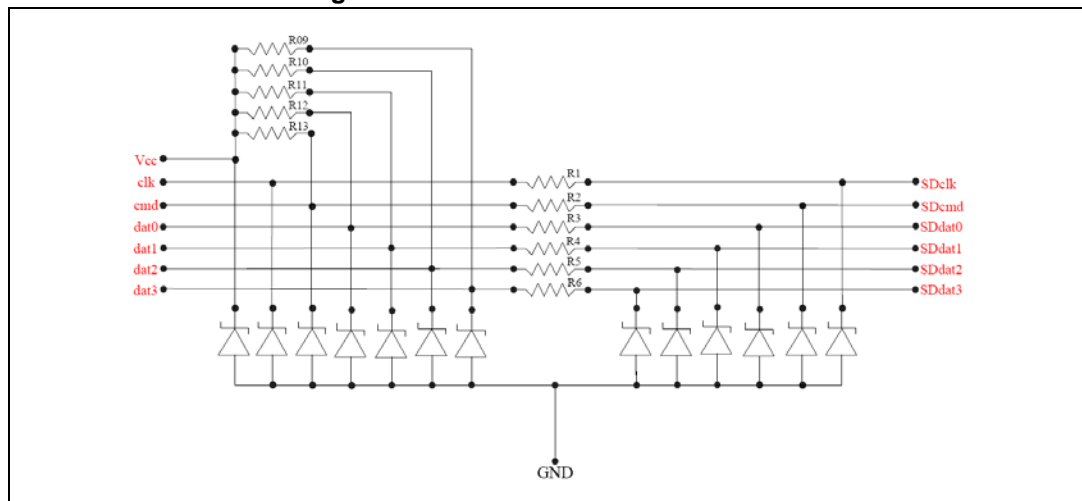 R09
R10
R11
R12
R13
Vcc
clk R1 SDclk
cmd R2 SDcmd
dat0 R3 SDdat0
dat1 R4 SDdat1
dat2 R5 SDdat2
dat3 R6 SDdat3
GND